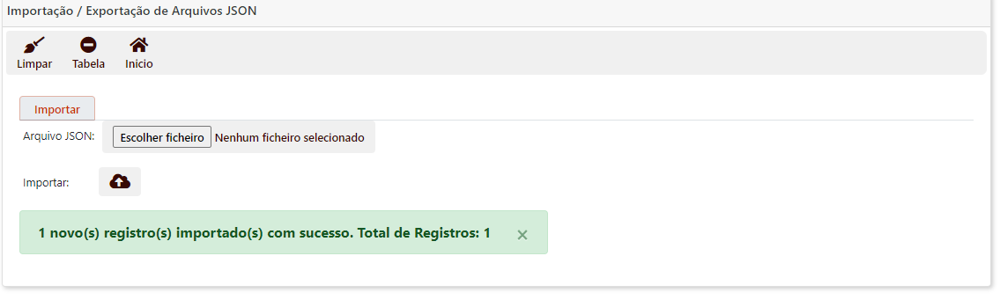 Importação / Exportação de Arquivos JSON
Limpar Tabela Inicio
Importar
Arquivo JSON: Escolher ficheiro Nenhum ficheiro selecionado
Importar:
1 novo(s) registro(s) importado(s) com sucesso. Total de Registros: 1 ×